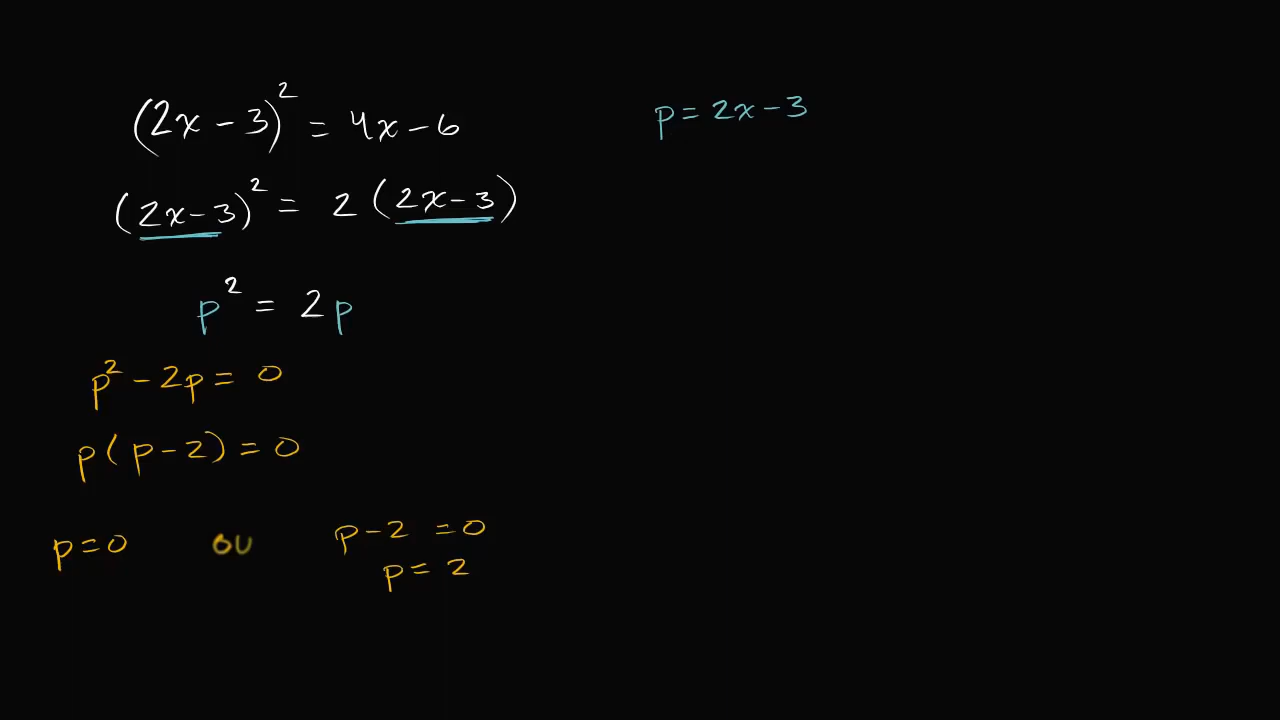 (2x - 3)² = 4x - 6
p = 2x - 3
(2x - 3)² = 2 (2x - 3)
p² = 2p
p² - 2p = 0
p(p - 2) = 0
p = 0 ou p - 2 = 0
p = 2